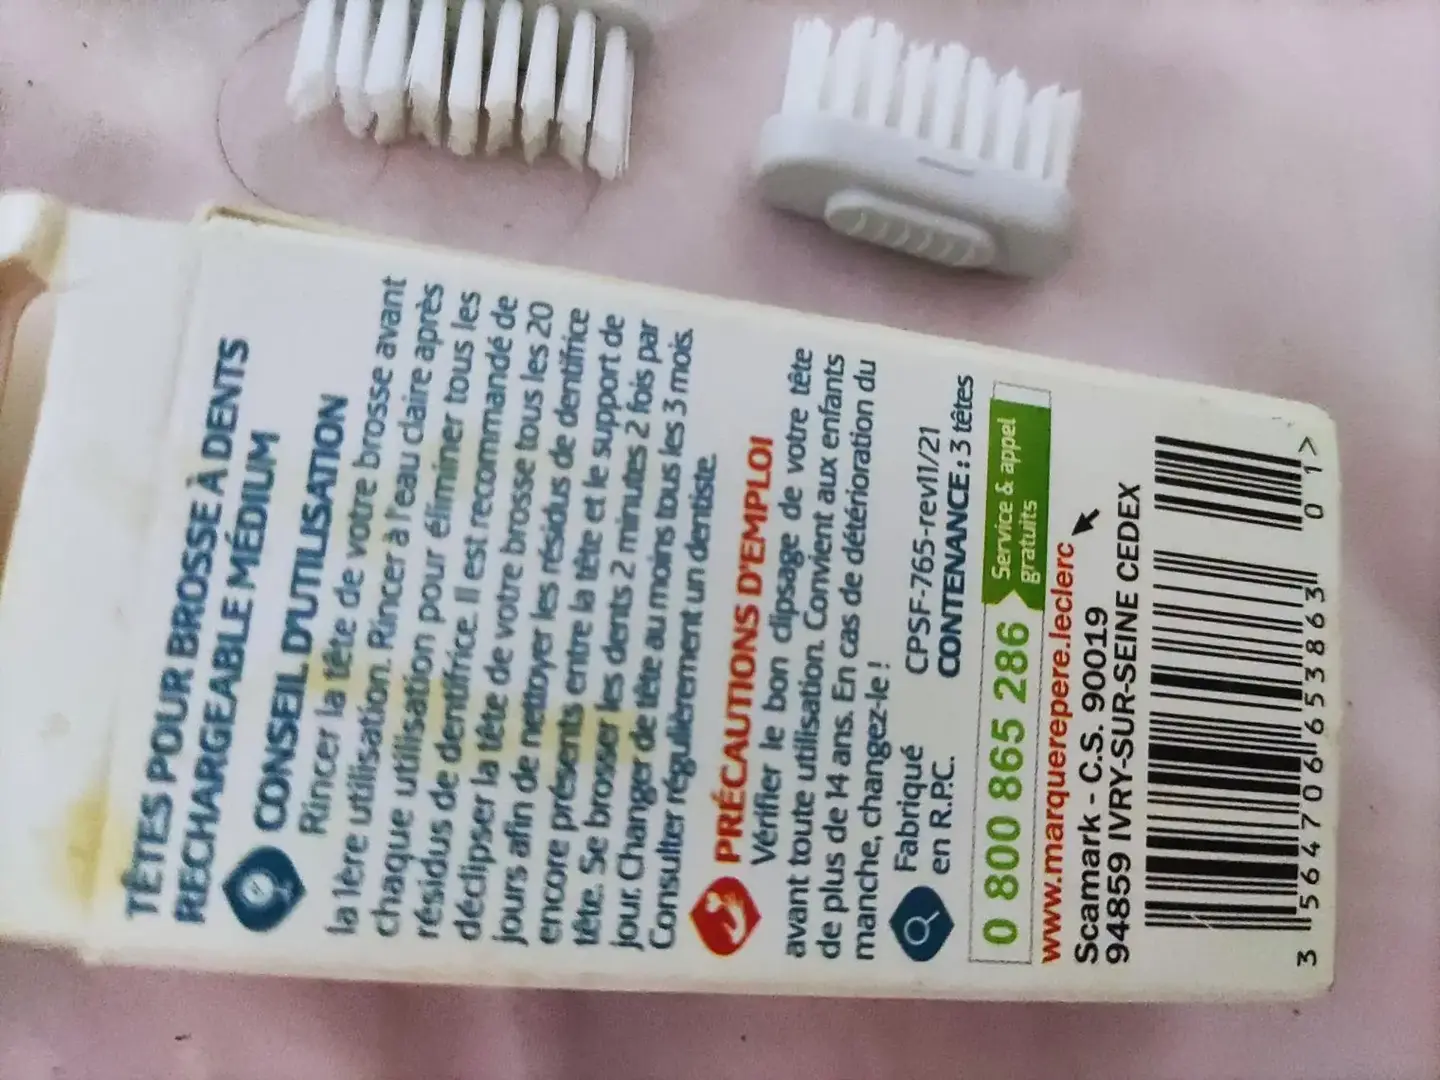 TÊTES POUR BROSSE À DENTS
RECHARGEABLE MÉDIUM
CONSEIL D'UTILISATION
Rincer la tête de votre brosse avant
la 1ère utilisation. Rincer à l'eau claire après
chaque utilisation pour éliminer tous les
résidus de dentifrice. Il est recommandé de
déclipser la tête de votre brosse tous les 20
jours afin de nettoyer les résidus de dentifrice
encore présents entre la tête et le support de
tête. Se brosser les dents 2 minutes 2 fois par
jour. Changer de tête au moins tous les 3 mois.
Consulter régulièrement un dentiste.
PRÉCAUTIONS D'EMPLOI
Vérifier le bon clipsage de votre tête
avant toute utilisation. Convient aux enfants
de plus de 14 ans. En cas de détérioration du
manche, changez-le !
Fabriqué
en R.P.C.
CPSF-765-rev11/21
CONTENANCE : 3 têtes
0 800 865 286
Service & appel
gratuits
www.marquerepere.leclerc
Scamark - C.S. 90019
94859 IVRY-SUR-SEINE CEDEX
3 564706 653863 01>